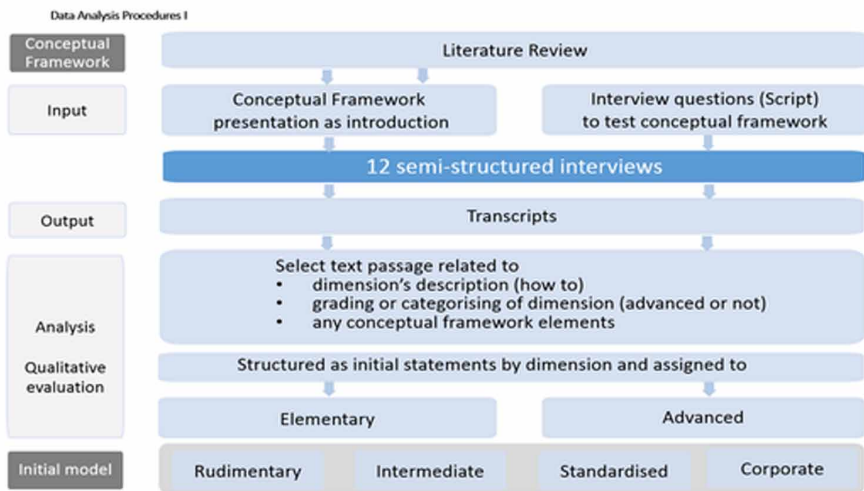 Data Analysis Procedures I
Conceptual
Framework
Literature Review
Input
Conceptual Framework
presentation as introduction
Interview questions (Script)
to test conceptual framework
12 semi-structured interviews
Output
Transcripts
Analysis
Qualitative
evaluation
Select text passage related to
• dimension's description (how to)
• grading or categorising of dimension (advanced or not)
• any conceptual framework elements
Structured as initial statements by dimension and assigned to
Elementary
Advanced
Initial model
Rudimentary
Intermediate
Standardised
Corporate